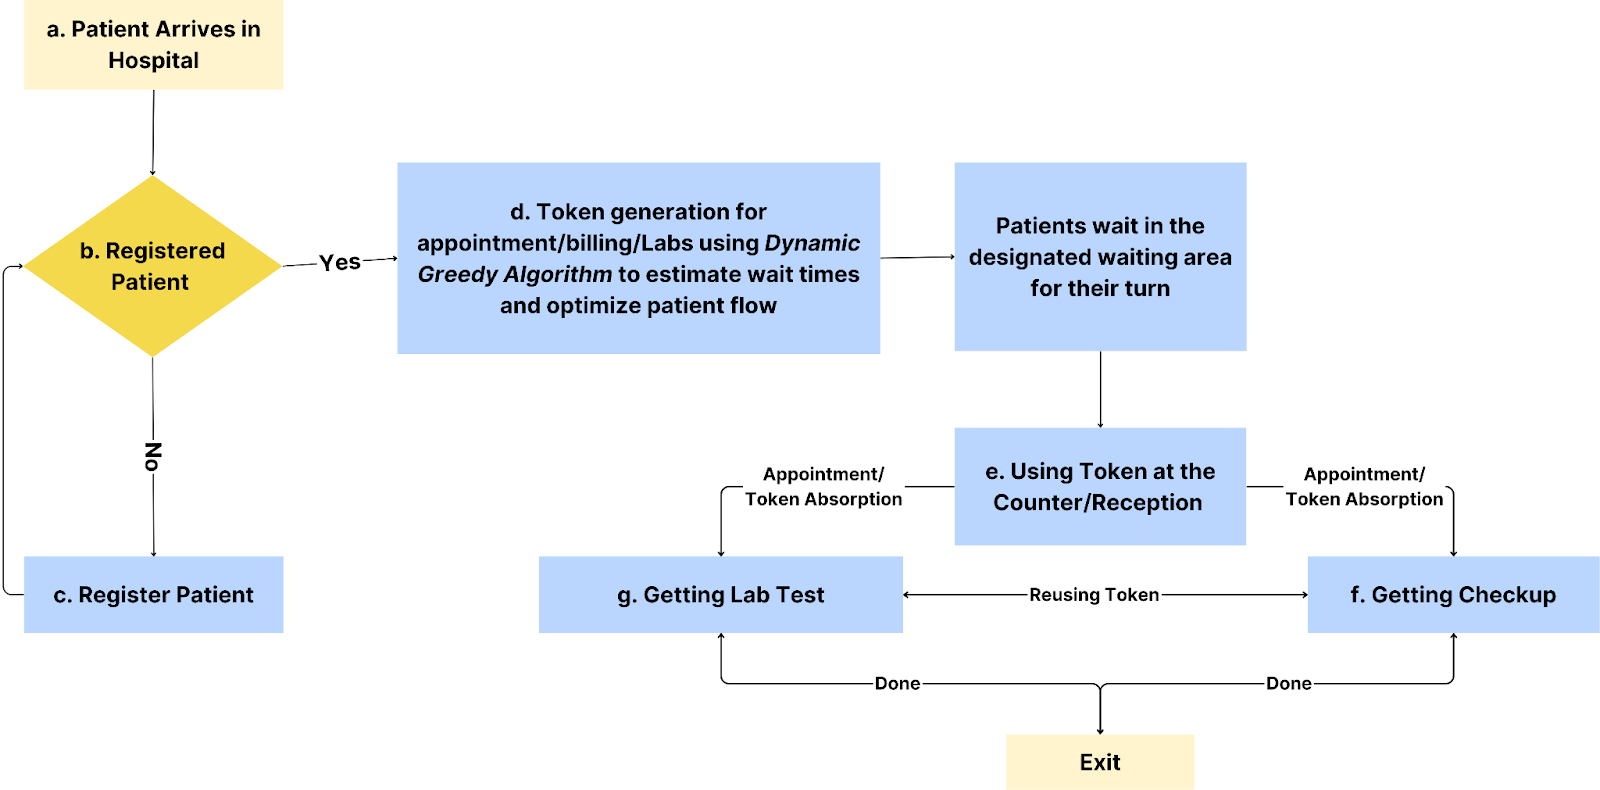 a. Patient Arrives in
Hospital
b. Registered
Patient
Yes
No
c. Register Patient
d. Token generation for
appointment/billing/Labs using Dynamic
Greedy Algorithm to estimate wait times
and optimize patient flow
Patients wait in the
designated waiting area
for their turn
e. Using Token at the
Counter/Reception
Appointment/
Token Absorption
Appointment/
Token Absorption
g. Getting Lab Test
Reusing Token
f. Getting Checkup
Done
Done
Exit